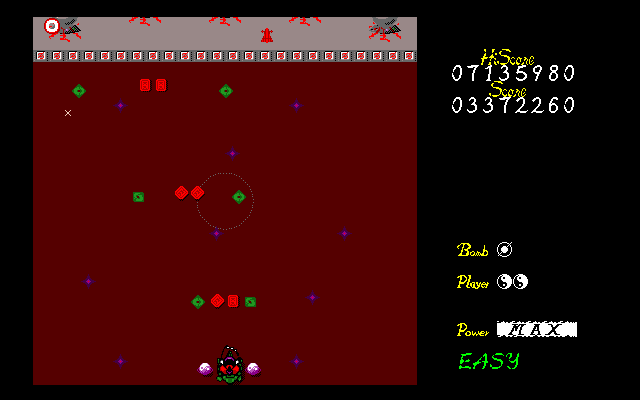 HiScore
07135980
Score
03372260
Bomb
Player
Power MAX
EASY